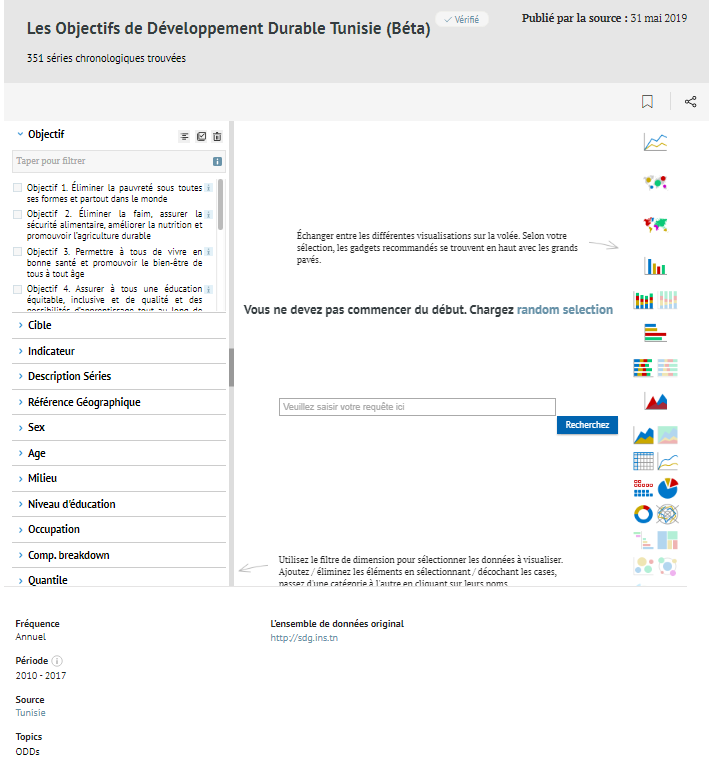 Les Objectifs de Développement Durable Tunisie (Béta)
Vérifié
Publié par la source : 31 mai 2019
351 séries chronologiques trouvées
Objectif
Taper pour filtrer
Objectif 1. Éliminer la pauvreté sous toutes
ses formes et partout dans le monde
Objectif 2. Éliminer la faim, assurer la
sécurité alimentaire, améliorer la nutrition et
promouvoir l'agriculture durable
Objectif 3. Permettre à tous de vivre en
bonne santé et promouvoir le bien-être de
tous à tout âge
Objectif 4. Assurer à tous une éducation
équitable, inclusive et de qualité et des
possibilités d'apprentissage tout au long de
Cible
Indicateur
Description Séries
Référence Géographique
Sex
Age
Milieu
Niveau d'éducation
Occupation
Comp. breakdown
Quantile
Échanger entre les différentes visualisations sur la volée. Selon votre
sélection, les gadgets recommandés se trouvent en haut avec les grands
pavés.
Vous ne devez pas commencer du début. Chargez random selection
Veuillez saisir votre requête ici
Recherchez
Utilisez le filtre de dimension pour sélectionner les données à visualiser.
Ajoutez / éliminez les éléments en sélectionnant / décochant les cases,
passez d'une catégorie à l'autre en cliquant sur leurs noms
Fréquence
Annuel
Période
2010 - 2017
Source
Tunisie
Topics
ODDs
L'ensemble de données original
http://sdg.ins.tn